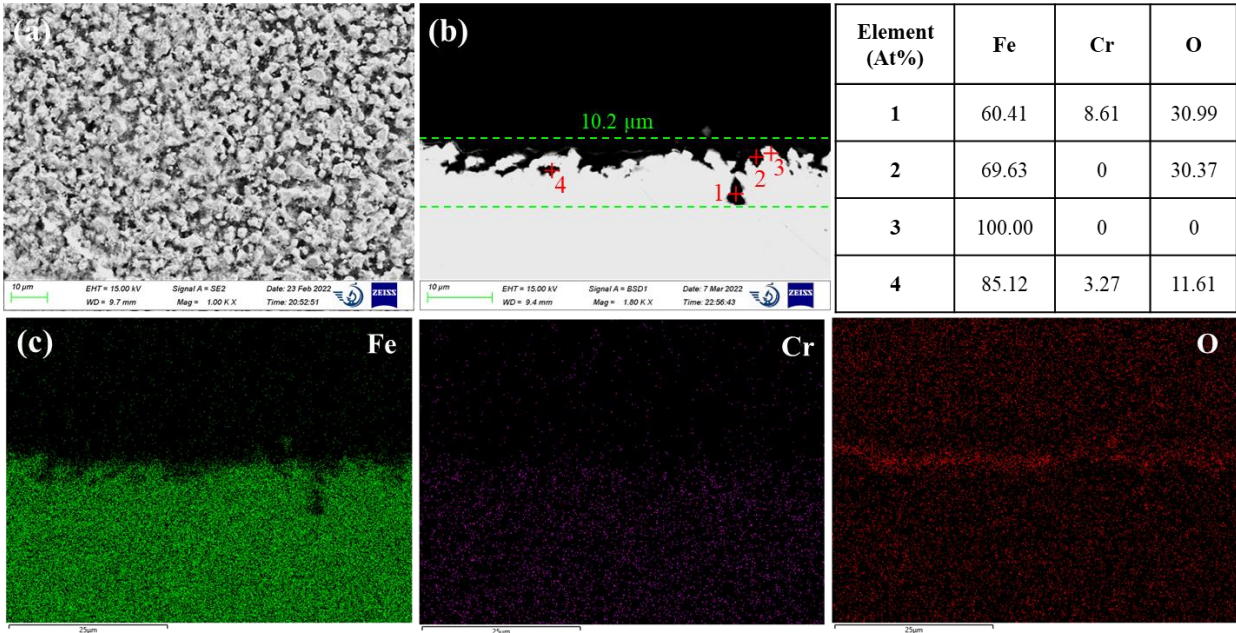 (a)
10 μm
EHT = 15.00 kV
Signal A = SE2
Date: 23 Feb 2022
WD = 9.7 mm
Mag = 1.00 K X
Time: 20:52:51
ZEISS
(b)
10.2 μm
4
1
2
3
10 μm
EHT = 15.00 kV
Signal A = BSD1
Date: 7 Mar 2022
WD = 9.4 mm
Mag = 1.80 K X
Time: 22:56:43
ZEISS
Element (At%) Fe Cr O
1 60.41 8.61 30.99
2 69.63 0 30.37
3 100.00 0 0
4 85.12 3.27 11.61
(c)
Fe
25μm
Cr
25μm
O
25μm